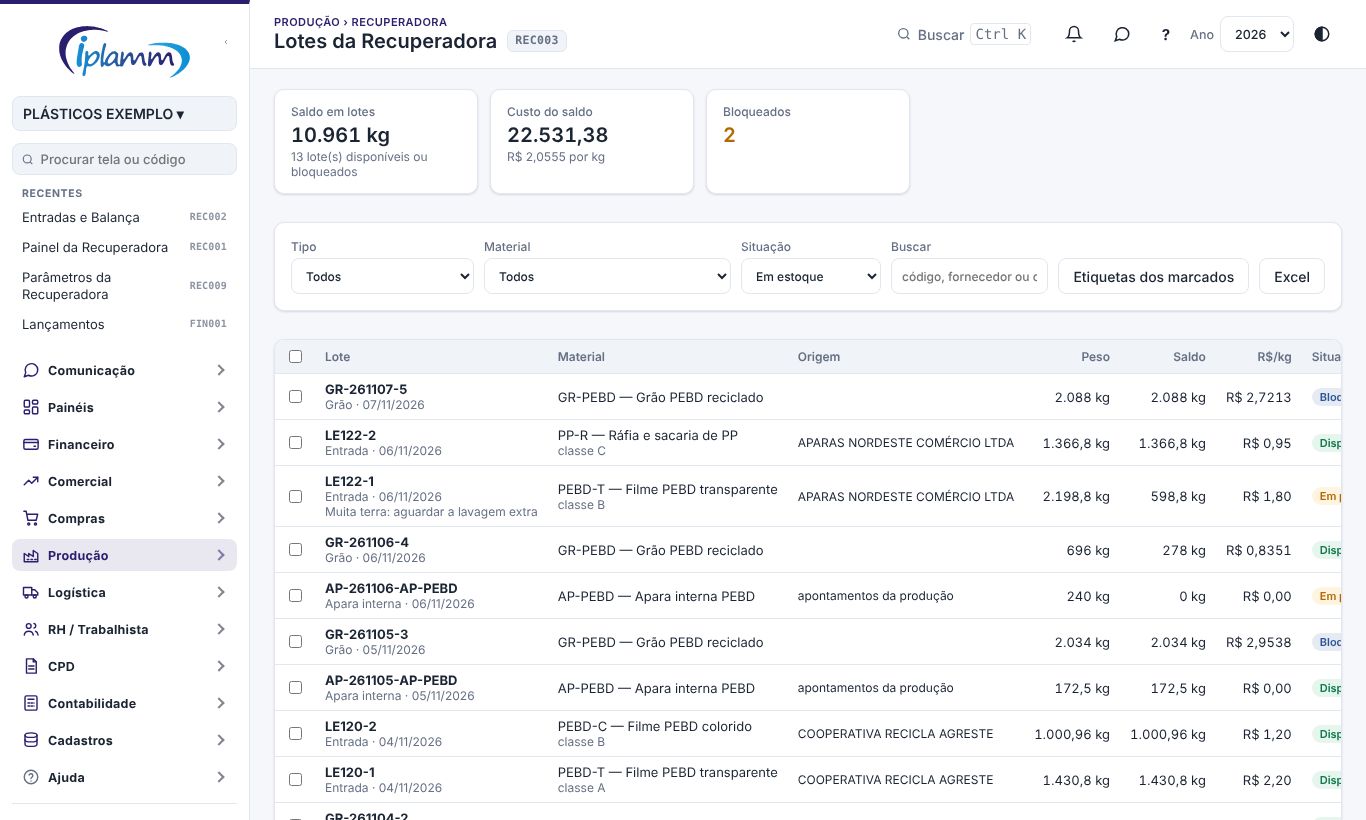 iplamm
PLÁSTICOS EXEMPLO ▾
Procurar tela ou código
RECENTES
Entradas e Balança REC002
Painel da Recuperadora REC001
Parâmetros da Recuperadora REC009
Lançamentos FIN001
Comunicação
Painéis
Financeiro
Comercial
Compras
Produção
Logística
RH / Trabalhista
CPD
Contabilidade
Cadastros
Ajuda
PRODUÇÃO › RECUPERADORA
Lotes da Recuperadora REC003
Buscar Ctrl K
? Ano 2026
Saldo em lotes
10.961 kg
13 lote(s) disponíveis ou
bloqueados
Custo do saldo
22.531,38
R$ 2,0555 por kg
Bloqueados
2
Tipo Material Situação Buscar
Todos Todos Em estoque código, fornecedor ou c Etiquetas dos marcados Excel
Lote Material Origem Peso Saldo R$/kg Situa
GR-261107-5
Grão · 07/11/2026
GR-PEBD — Grão PEBD reciclado 2.088 kg 2.088 kg R$ 2,7213 Bloc
LE122-2
Entrada · 06/11/2026
PP-R — Ráfia e sacaria de PP
classe C
APARAS NORDESTE COMÉRCIO LTDA 1.366,8 kg 1.366,8 kg R$ 0,95 Disp
LE122-1
Entrada · 06/11/2026
Muita terra: aguardar a lavagem extra
PEBD-T — Filme PEBD transparente
classe B
APARAS NORDESTE COMÉRCIO LTDA 2.198,8 kg 598,8 kg R$ 1,80 Em p
GR-261106-4
Grão · 06/11/2026
GR-PEBD — Grão PEBD reciclado 696 kg 278 kg R$ 0,8351 Disp
AP-261106-AP-PEBD
Apara interna · 06/11/2026
AP-PEBD — Apara interna PEBD apontamentos da produção 240 kg 0 kg R$ 0,00 Em p
GR-261105-3
Grão · 05/11/2026
GR-PEBD — Grão PEBD reciclado 2.034 kg 2.034 kg R$ 2,9538 Bloc
AP-261105-AP-PEBD
Apara interna · 05/11/2026
AP-PEBD — Apara interna PEBD apontamentos da produção 172,5 kg 172,5 kg R$ 0,00 Disp
LE120-2
Entrada · 04/11/2026
PEBD-C — Filme PEBD colorido
classe B
COOPERATIVA RECICLA AGRESTE 1.000,96 kg 1.000,96 kg R$ 1,20 Disp
LE120-1
Entrada · 04/11/2026
PEBD-T — Filme PEBD transparente
classe A
COOPERATIVA RECICLA AGRESTE 1.430,8 kg 1.430,8 kg R$ 2,20 Disp
GR-261104-2